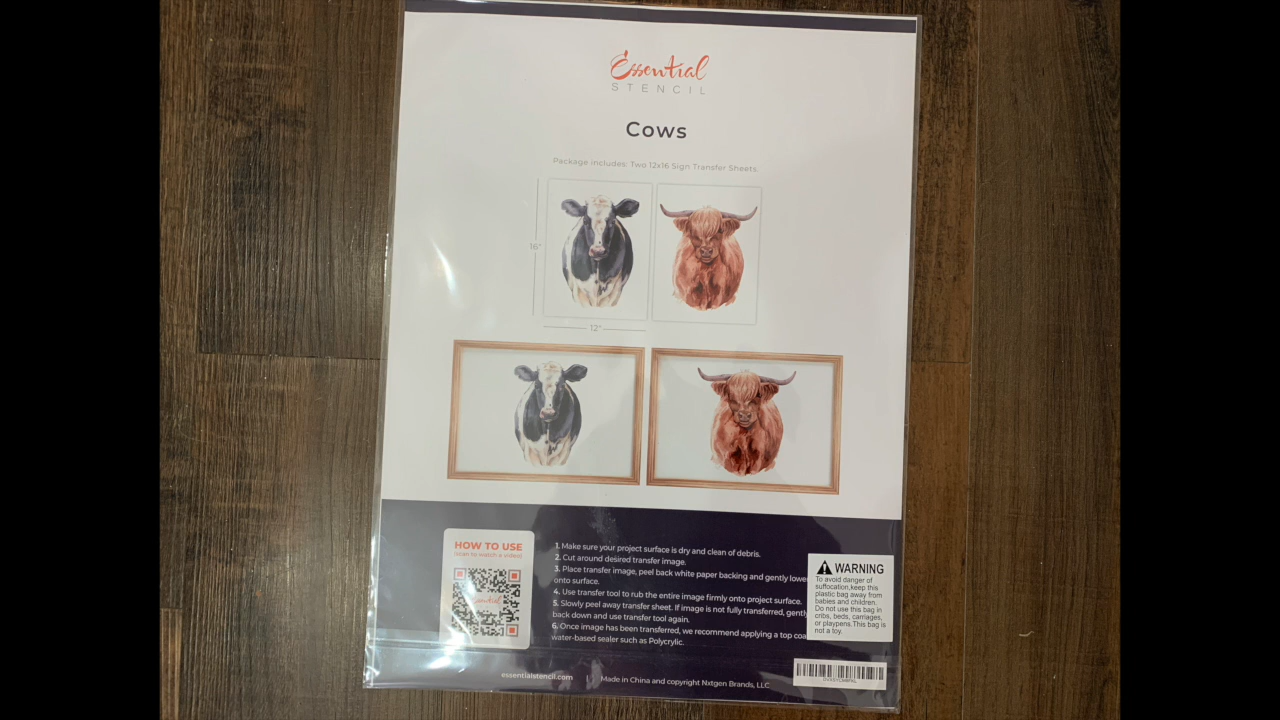 Essential
STENCIL
Cows
Package includes: Two 12x16 Sign Transfer Sheets.
16"
12"
HOW TO USE
(scan to watch a video)
Essential
1. Make sure your project surface is dry and clean of debris.
2. Cut around desired transfer image.
3. Place transfer image, peel back white paper backing and gently lowe
onto surface.
4. Use transfer tool to rub the entire image firmly onto project surface.
5. Slowly peel away transfer sheet. If image is not fully transferred, gently
back down and use transfer tool again.
6. Once image has been transferred, we recommend applying a top coa
water-based sealer such as Polycrylic.
WARNING
To avoid danger of
suffocation,keep this
plastic bag away from
babies and children.
Do not use this bag in
cribs, beds, carriages,
or playpens.This bag is
not a toy.
essentialstencil.com | Made in China and copyright Nxtgen Brands, LLC